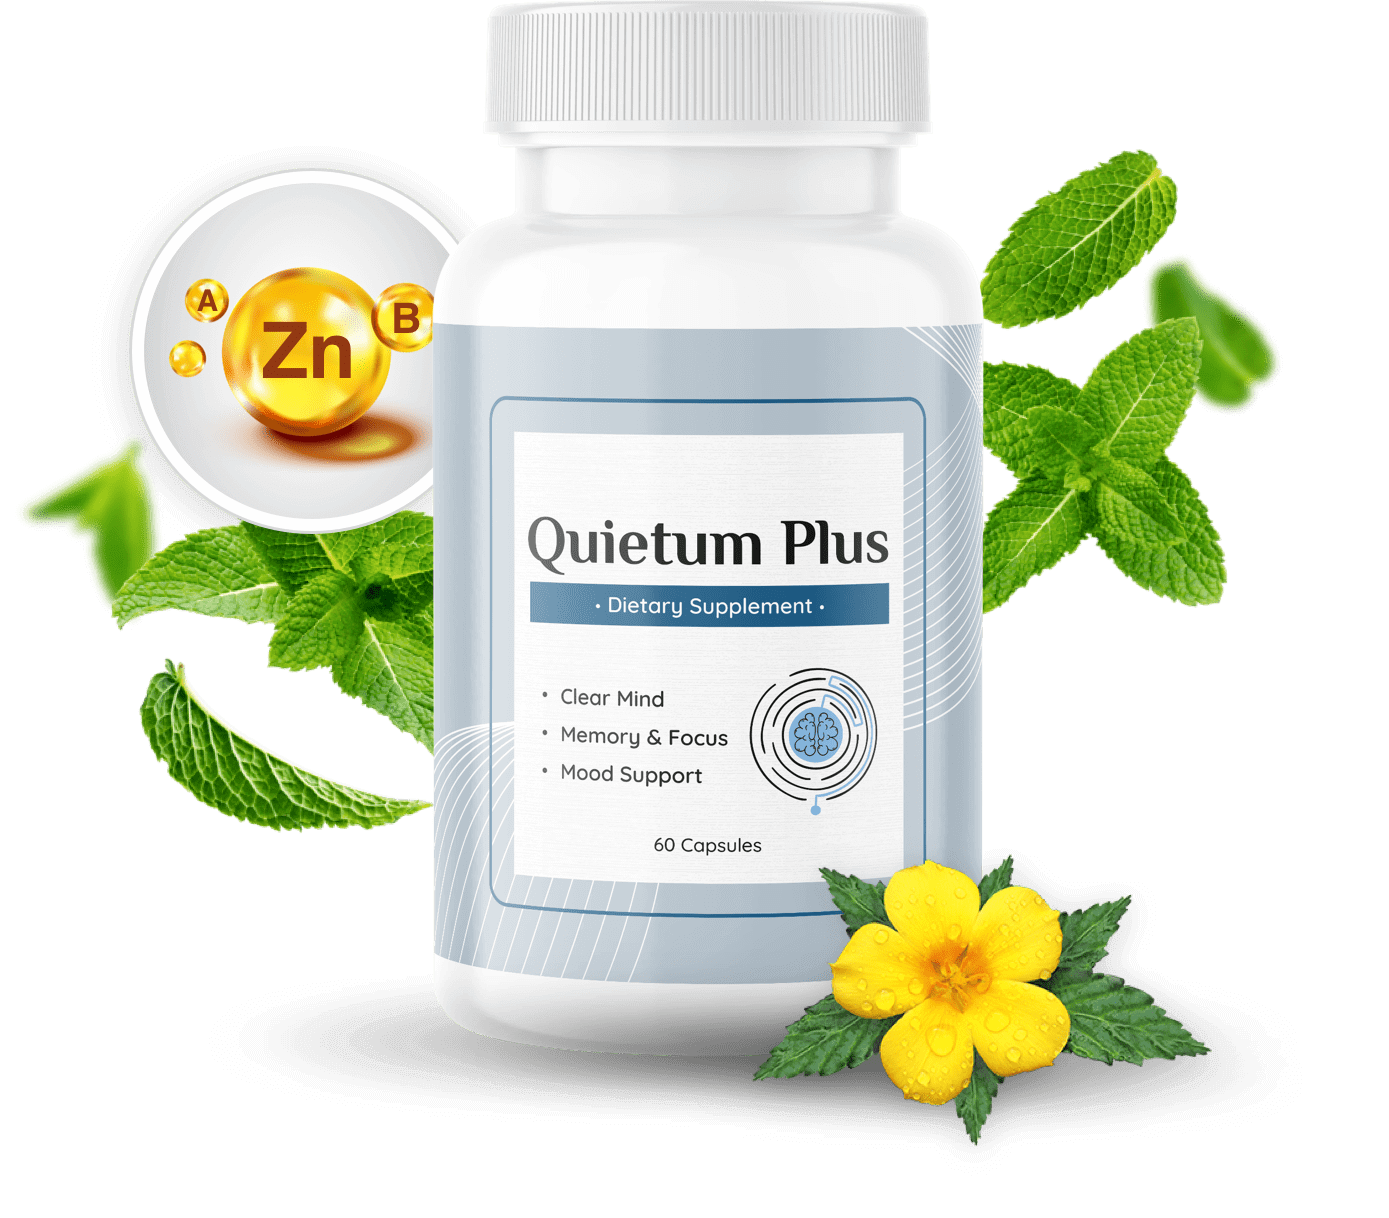 A
Zn
B
Quietum Plus
• Dietary Supplement •
• Clear Mind
• Memory & Focus
• Mood Support
60 Capsules